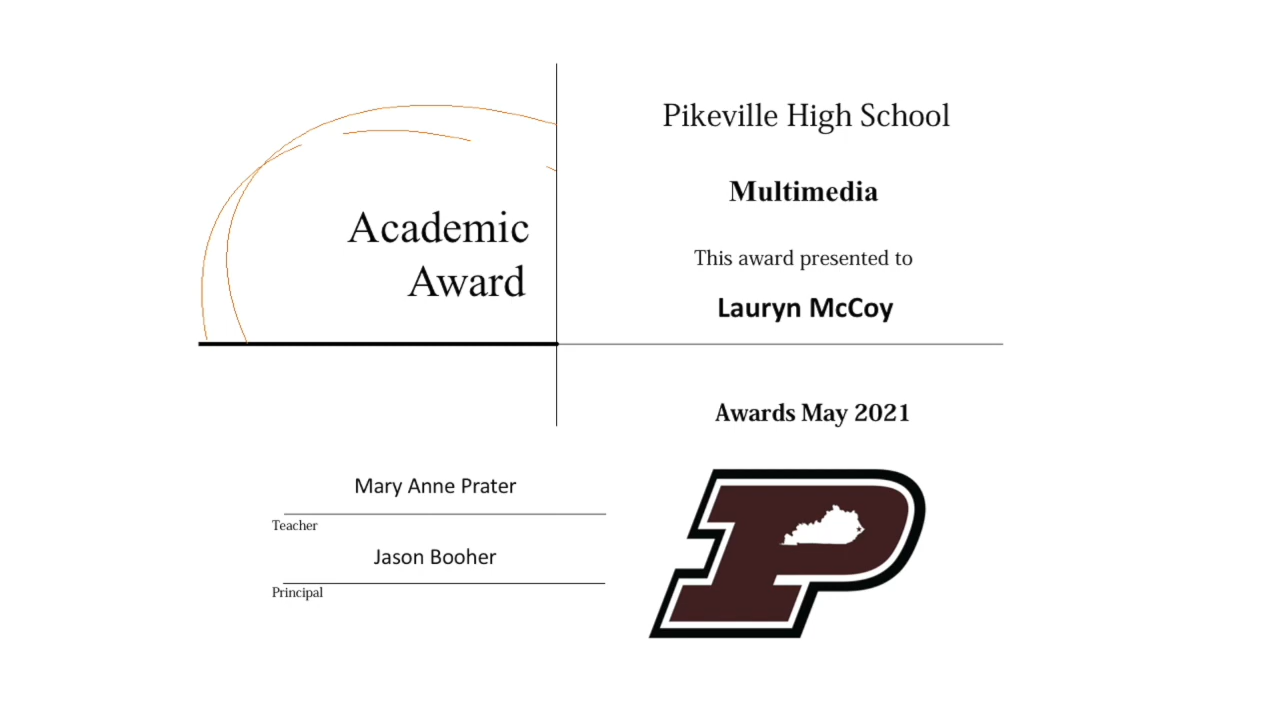 Academic
Award
Pikeville High School
Multimedia
This award presented to
Lauryn McCoy
Awards May 2021
Mary Anne Prater
Teacher
Jason Booher
Principal
P